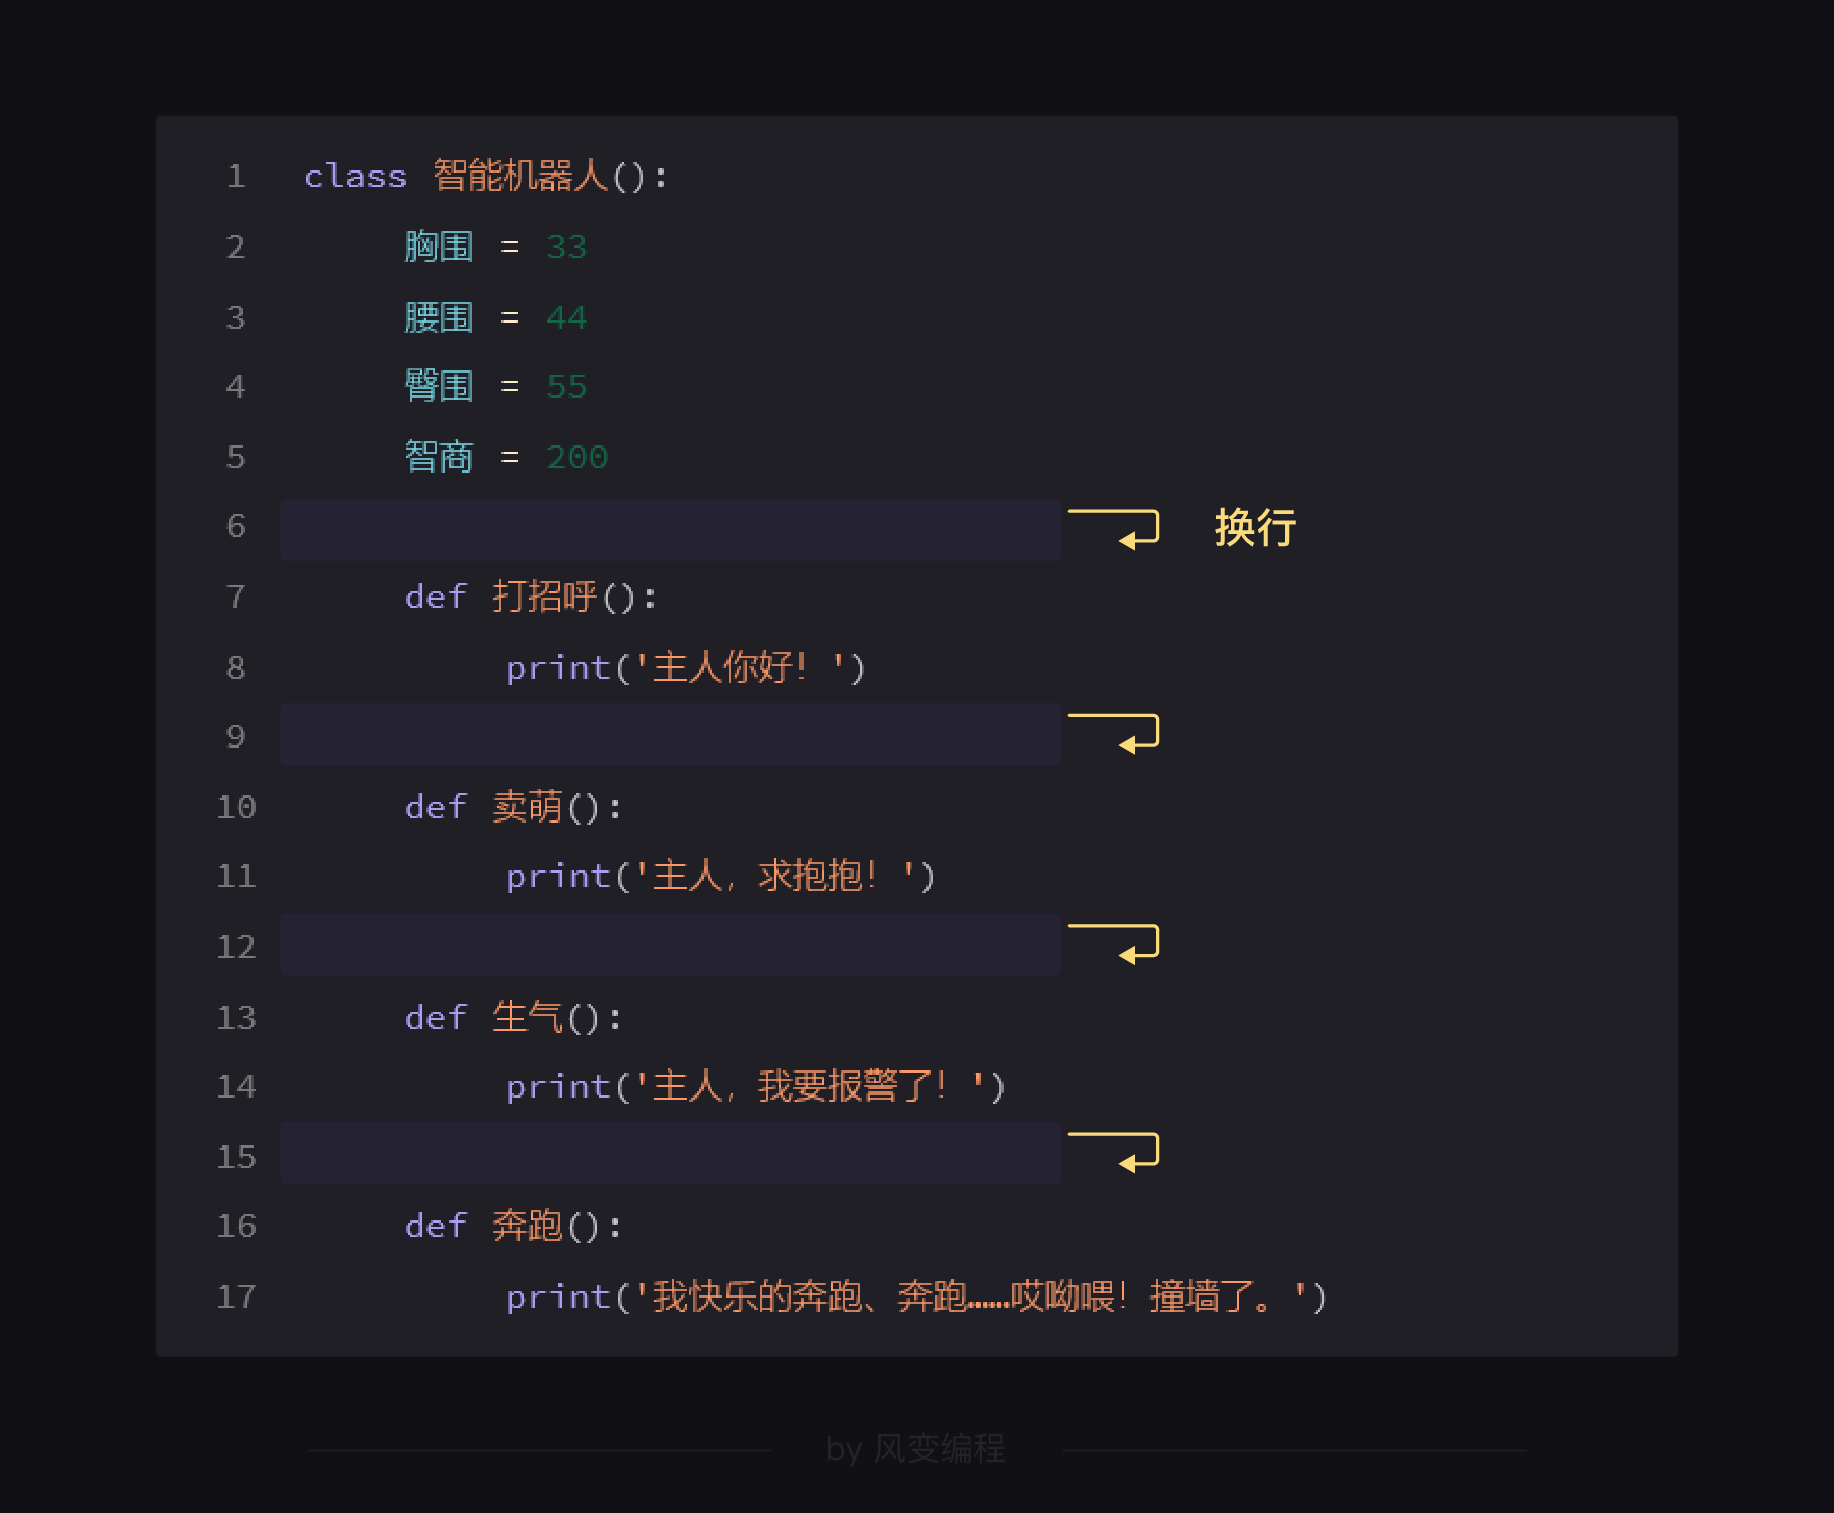 1 class 智能机器人():
2 胸围 = 33
3 腰围 = 44
4 臀围 = 55
5 智商 = 200
6 换行
7 def 打招呼():
8 print('主人你好！')
9
10 def 卖萌():
11 print('主人，求抱抱！')
12
13 def 生气():
14 print('主人，我要报警了！')
15
16 def 奔跑():
17 print('我快乐的奔跑、奔跑……哎呦喂！撞墙了。')
by 风变编程